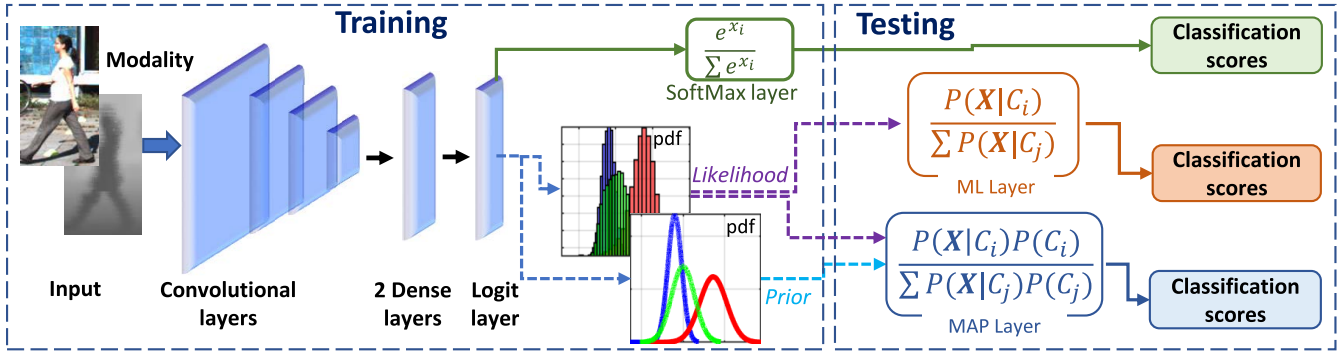 Training
Testing
Modality
Input
Convolutional
layers
2 Dense
layers
Logit
layer
e^{x_i}
∑ e^{x_i}
SoftMax layer
pdf
pdf
Likelihood
Prior
P(X|C_i)
∑ P(X|C_j)
ML Layer
P(X|C_i)P(C_i)
∑ P(X|C_j)P(C_j)
MAP Layer
Classification
scores
Classification
scores
Classification
scores